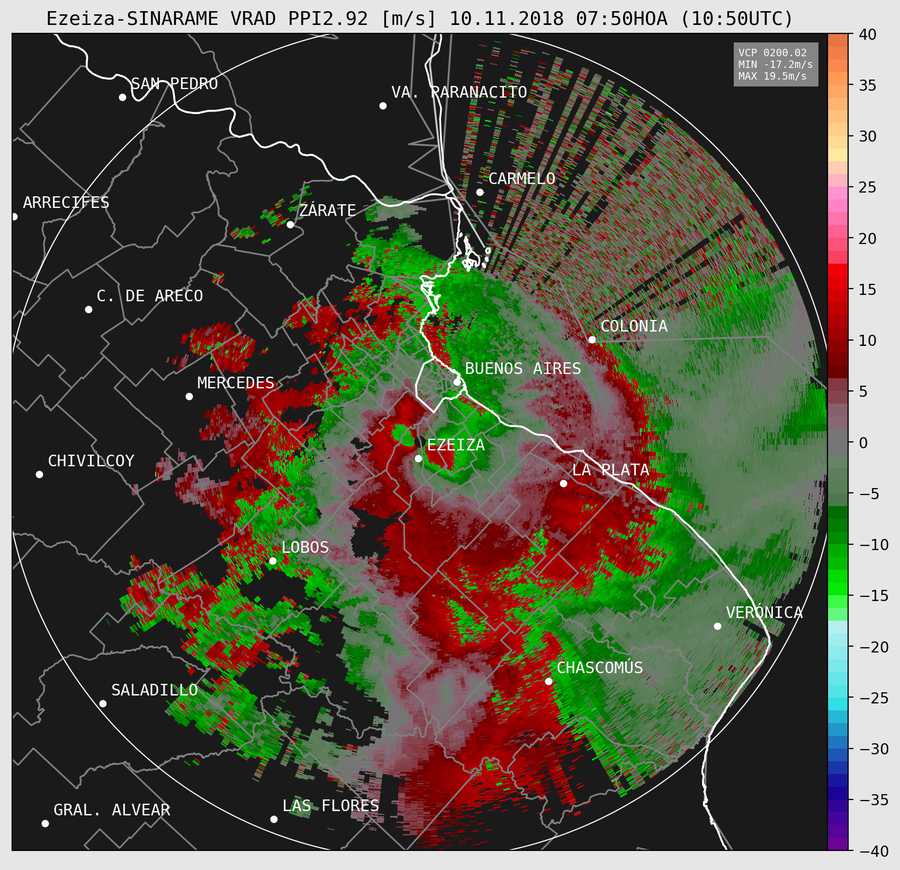 Ezeiza-SINARAME VRAD PPI2.92 [m/s] 10.11.2018 07:50HOA (10:50UTC)
VCP 0200.02
MIN -17.2m/s
MAX 19.5m/s
SAN PEDRO
VA. PARANACITO
CARMELO
ARRECIFES
ZÁRATE
C. DE ARECO
COLONIA
BUENOS AIRES
MERCEDES
EZEIZA
CHIVILCOY
LA PLATA
LOBOS
VERÓNICA
CHASCOMÚS
SALADILLO
LAS FLORES
GRAL. ALVEAR
40
35
30
25
20
15
10
5
0
−5
−10
−15
−20
−25
−30
−35
−40